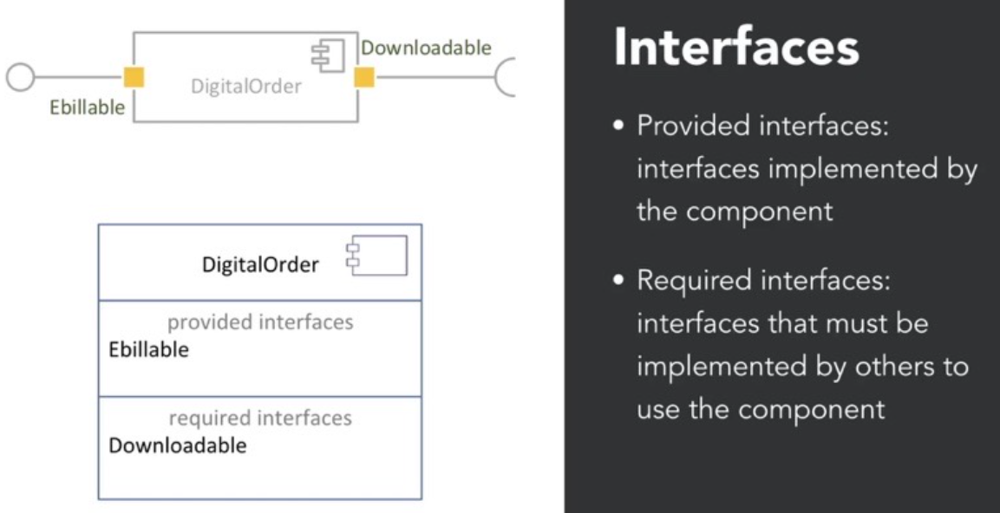 Downloadable
DigitalOrder
Ebillable
DigitalOrder
provided interfaces
Ebillable
required interfaces
Downloadable
Interfaces
• Provided interfaces:
interfaces implemented by
the component
• Required interfaces:
interfaces that must be
implemented by others to
use the component